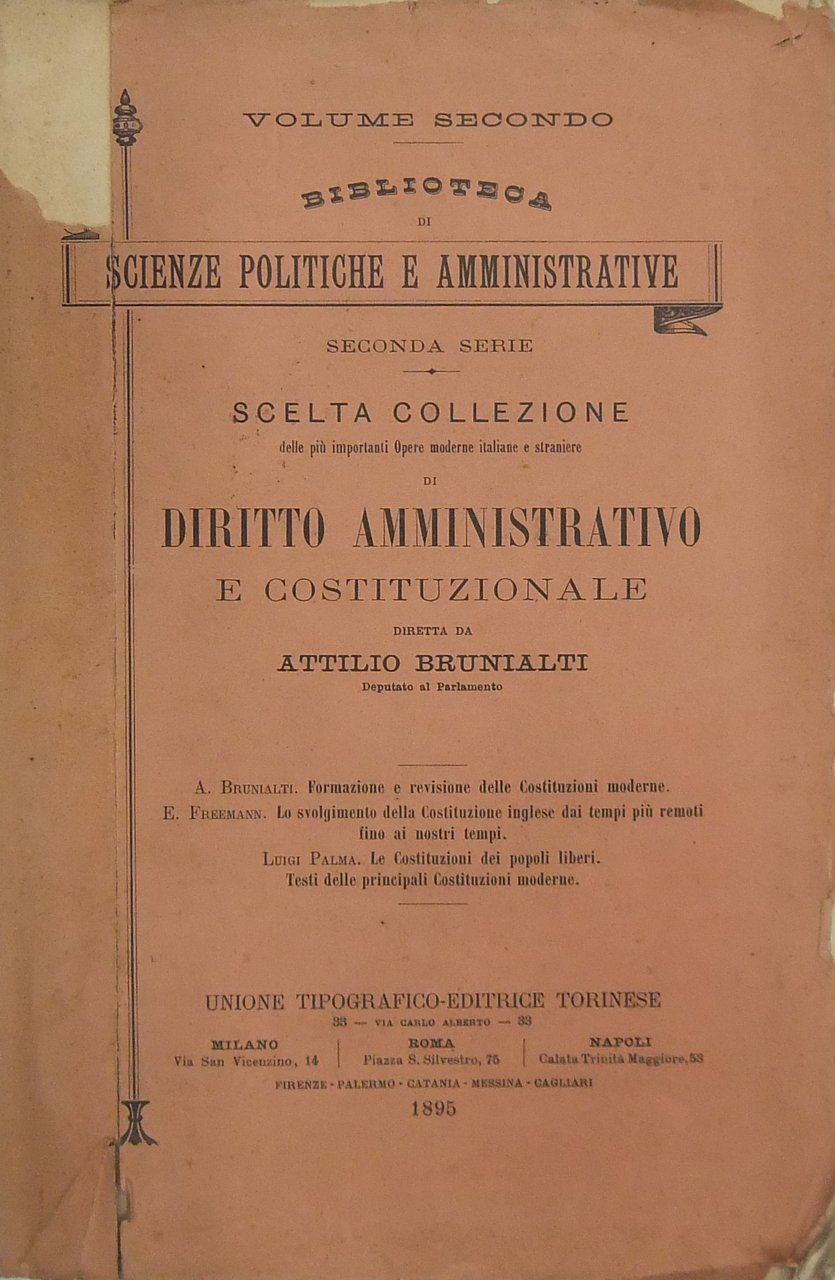 VOLUME SECONDO
BIBLIOTECA
DI
SCIENZE POLITICHE E AMMINISTRATIVE
SECONDA SERIE
SCELTA COLLEZIONE
delle più importanti Opere moderne italiane e straniere
DI
DIRITTO AMMINISTRATIVO
E COSTITUZIONALE
DIRETTA DA
ATTILIO BRUNIALTI
Deputato al Parlamento
A. BRUNIALTI. Formazione e revisione delle Costituzioni moderne.
E. FREEMANN. Lo svolgimento della Costituzione inglese dai tempi più remoti
fino ai nostri tempi.
LUIGI PALMA. Le Costituzioni dei popoli liberi.
Testi delle principali Costituzioni moderne.
UNIONE TIPOGRAFICO-EDITRICE TORINESE
33 — VIA CARLO ALBERTO — 33
MILANO ROMA NAPOLI
Via San Vicenzino, 14 Piazza S. Silvestro, 75 Calata Trinità Maggiore, 53
FIRENZE - PALERMO - CATANIA - MESSINA - CAGLIARI
1895